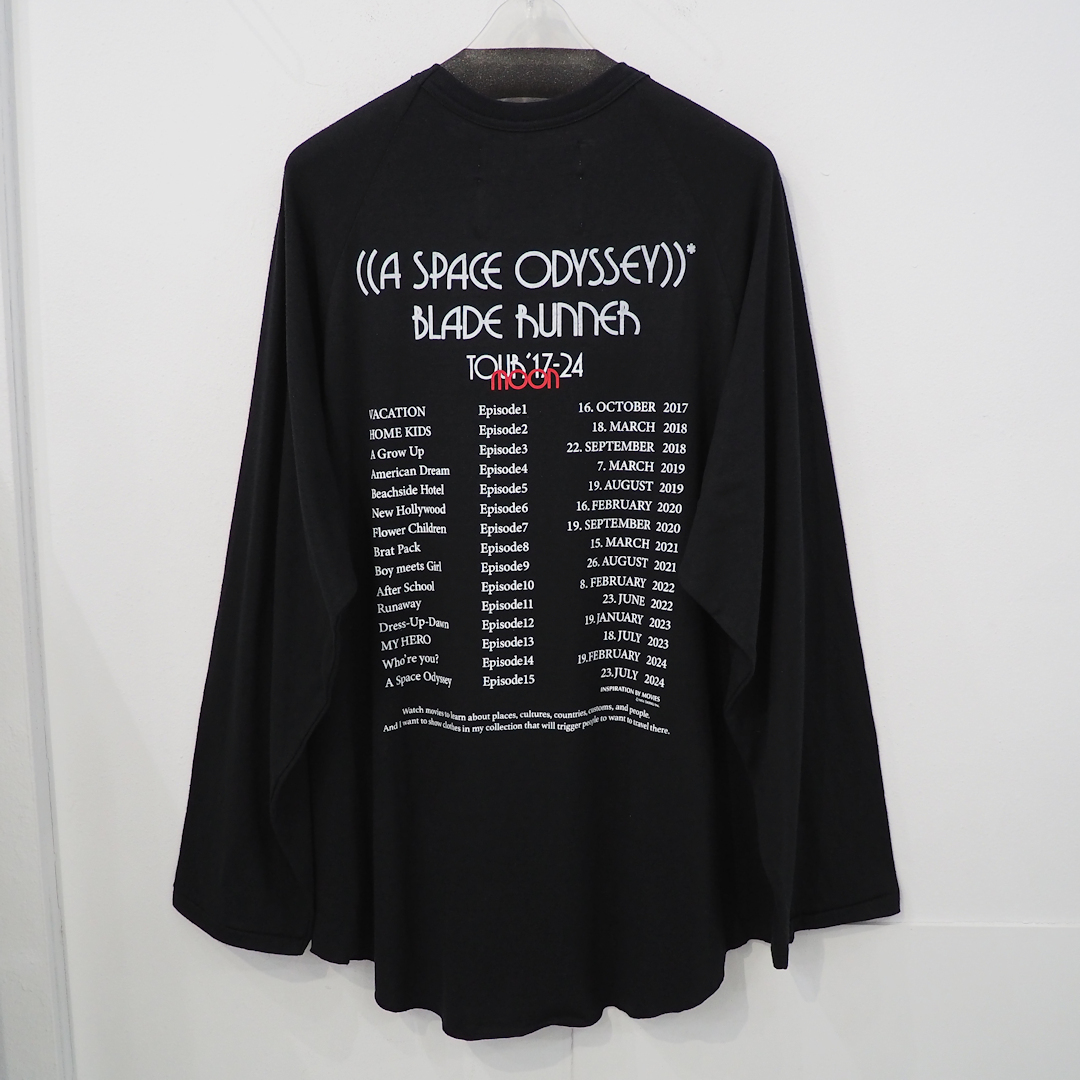 ((A SPACE ODYSSEY))*
BLADE RUNNER
TOUR '17-24
moon
VACATION Episode1 16. OCTOBER 2017
HOME KIDS Episode2 18. MARCH 2018
A Grow Up Episode3 22. SEPTEMBER 2018
American Dream Episode4 7. MARCH 2019
Beachside Hotel Episode5 19. AUGUST 2019
New Hollywood Episode6 16. FEBRUARY 2020
Flower Children Episode7 19. SEPTEMBER 2020
Brat Pack Episode8 15. MARCH 2021
Boy meets Girl Episode9 26. AUGUST 2021
After School Episode10 8. FEBRUARY 2022
Runaway Episode11 23. JUNE 2022
Dress-Up-Dawn Episode12 19. JANUARY 2023
MY HERO Episode13 18. JULY 2023
Who're you? Episode14 19. FEBRUARY 2024
A Space Odyssey Episode15 23. JULY 2024
INSPIRATION BY MOVIES
Watch movies to learn about places, cultures, countries, customs, and people.
And I want to show clothes in my collection that will trigger people to want to travel there.